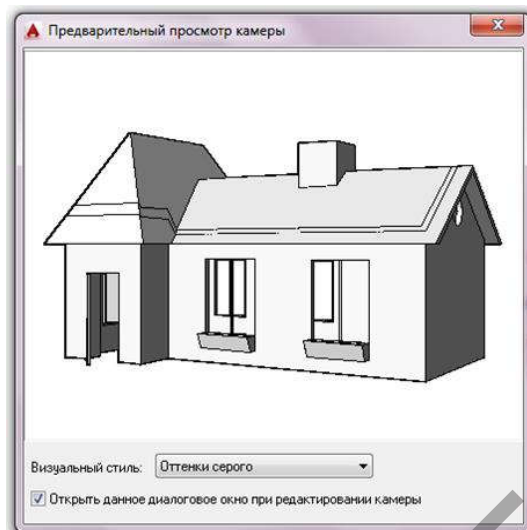 Предварительный просмотр камеры
Визуальный стиль: Оттенки серого
Открыть данное диалоговое окно при редактировании камеры